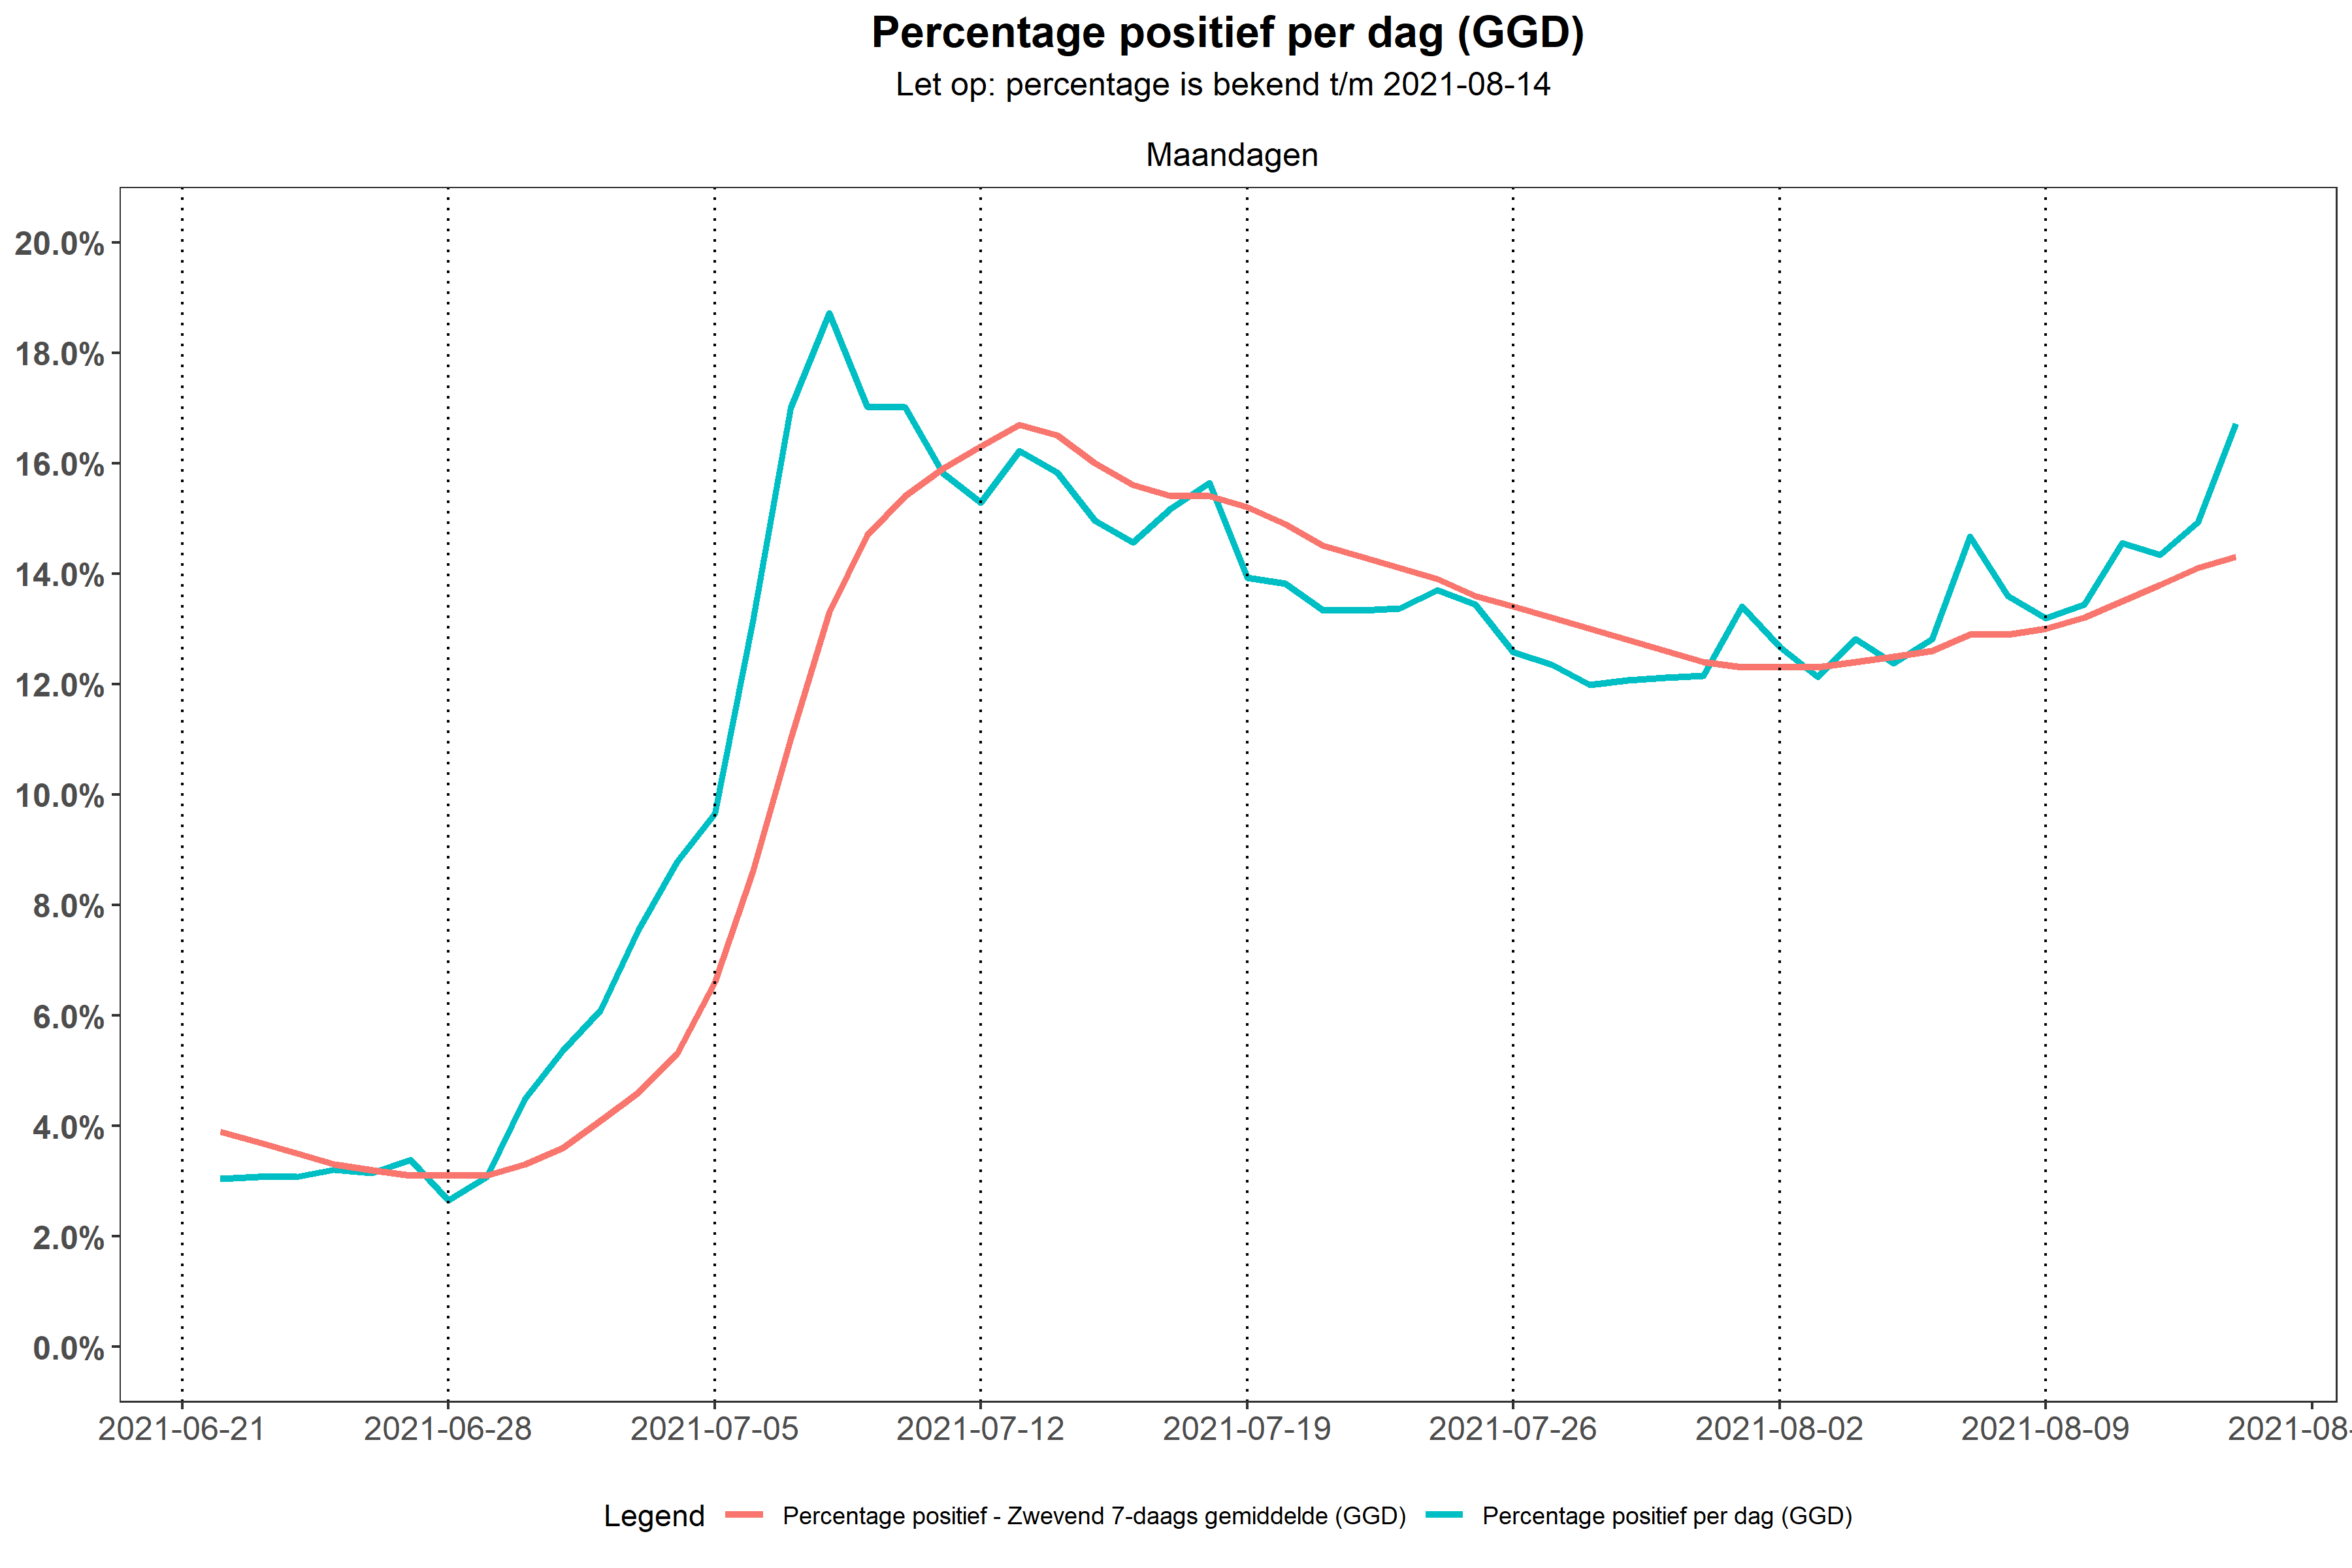 Percentage positief per dag (GGD)
Let op: percentage is bekend t/m 2021-08-14
Maandagen
20.0%
18.0%
16.0%
14.0%
12.0%
10.0%
8.0%
6.0%
4.0%
2.0%
0.0%
2021-06-21 2021-06-28 2021-07-05 2021-07-12 2021-07-19 2021-07-26 2021-08-02 2021-08-09 2021-08-
Legend Percentage positief - Zwevend 7-daags gemiddelde (GGD) Percentage positief per dag (GGD)